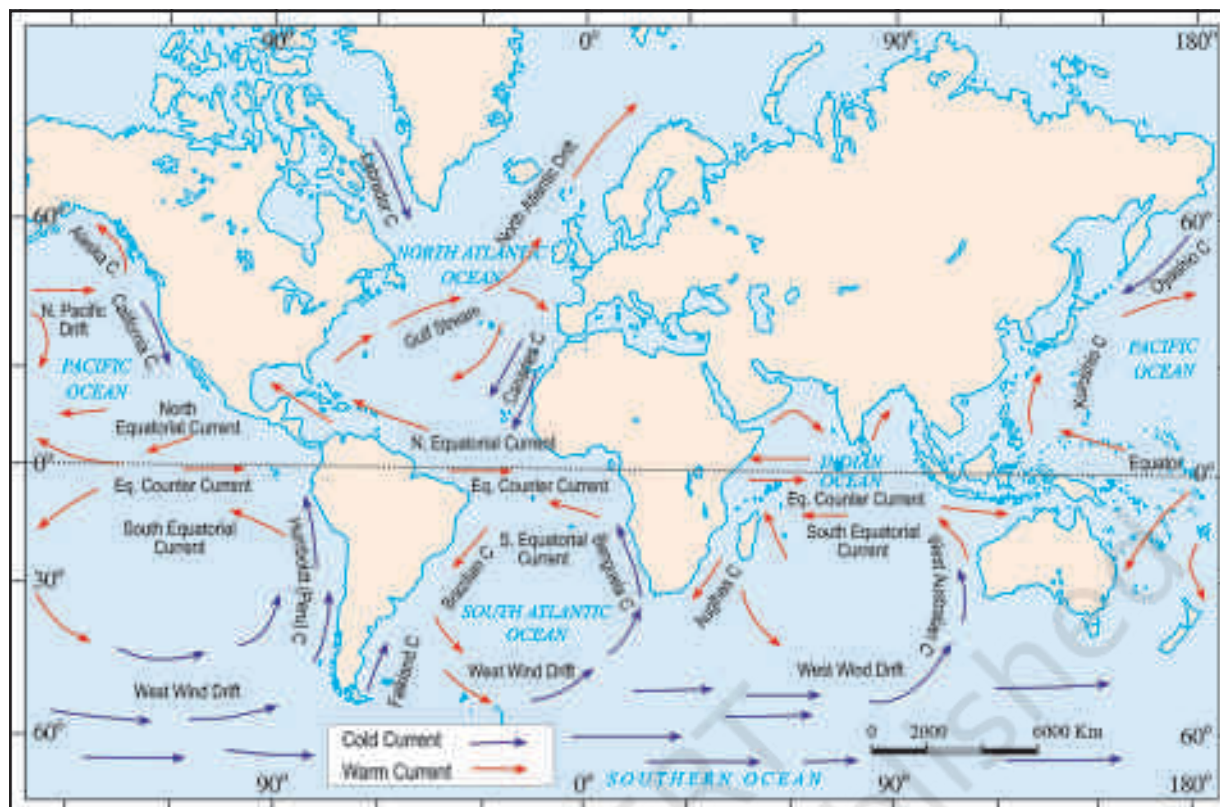 90°
0°
90°
180°
Labrador C
North Atlantic Drift
60°
60°
Alaska C
NORTH ATLANTIC
OCEAN
Oyashio C
N. Pacific
Drift
California C
Gulf Stream
Canaries C
Kuroshio C
PACIFIC
OCEAN
PACIFIC
OCEAN
North
Equatorial Current
N. Equatorial Current
INDIAN
OCEAN
Equator
0°
0°
Eq. Counter Current
Eq. Counter Current
Eq. Counter Current
South Equatorial
Current
Humboldt (Peru) C
S. Equatorial
Current
South Equatorial
Current
30°
Brazilian C
Benguela C
Aughlas C
West Australian C
SOUTH ATLANTIC
OCEAN
West Wind Drift
Falkland C
West Wind Drift
West Wind Drift
60°
60°
Cold Current
Warm Current
0 2000 6000 Km
90°
0°
90°
180°
SOUTHERN OCEAN